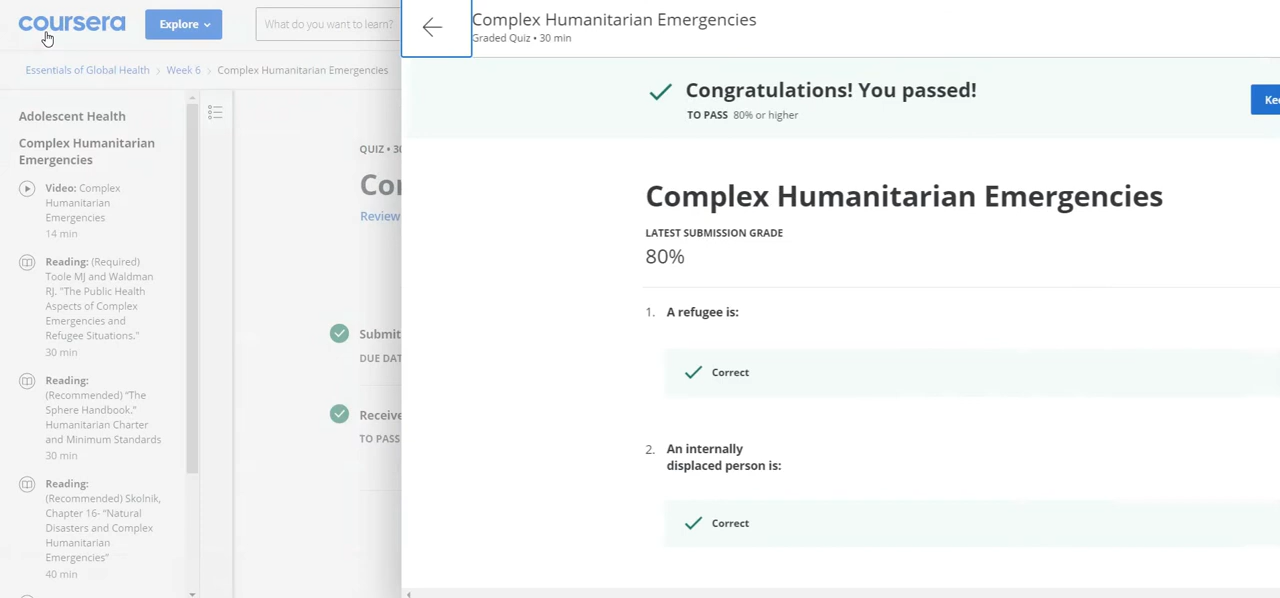 coursera
Explore
What do you want to learn?
Essentials of Global Health > Week 6 > Complex Humanitarian Emergencies
Adolescent Health
Complex Humanitarian
Emergencies
Video: Complex
Humanitarian
Emergencies
14 min
Reading: (Required)
Toole MJ and Waldman
RJ. "The Public Health
Aspects of Complex
Emergencies and
Refugee Situations."
30 min
Reading:
(Recommended) "The
Sphere Handbook."
Humanitarian Charter
and Minimum Standards
30 min
Reading:
(Recommended) Skolnik,
Chapter 16- "Natural
Disasters and Complex
Humanitarian
Emergencies"
40 min
QUIZ • 30
Co
Review
Submit
DUE DAT
Receive
TO PASS
Complex Humanitarian Emergencies
Graded Quiz • 30 min
Congratulations! You passed!
TO PASS 80% or higher
Kee
Complex Humanitarian Emergencies
LATEST SUBMISSION GRADE
80%
1. A refugee is:
Correct
2. An internally
displaced person is:
Correct